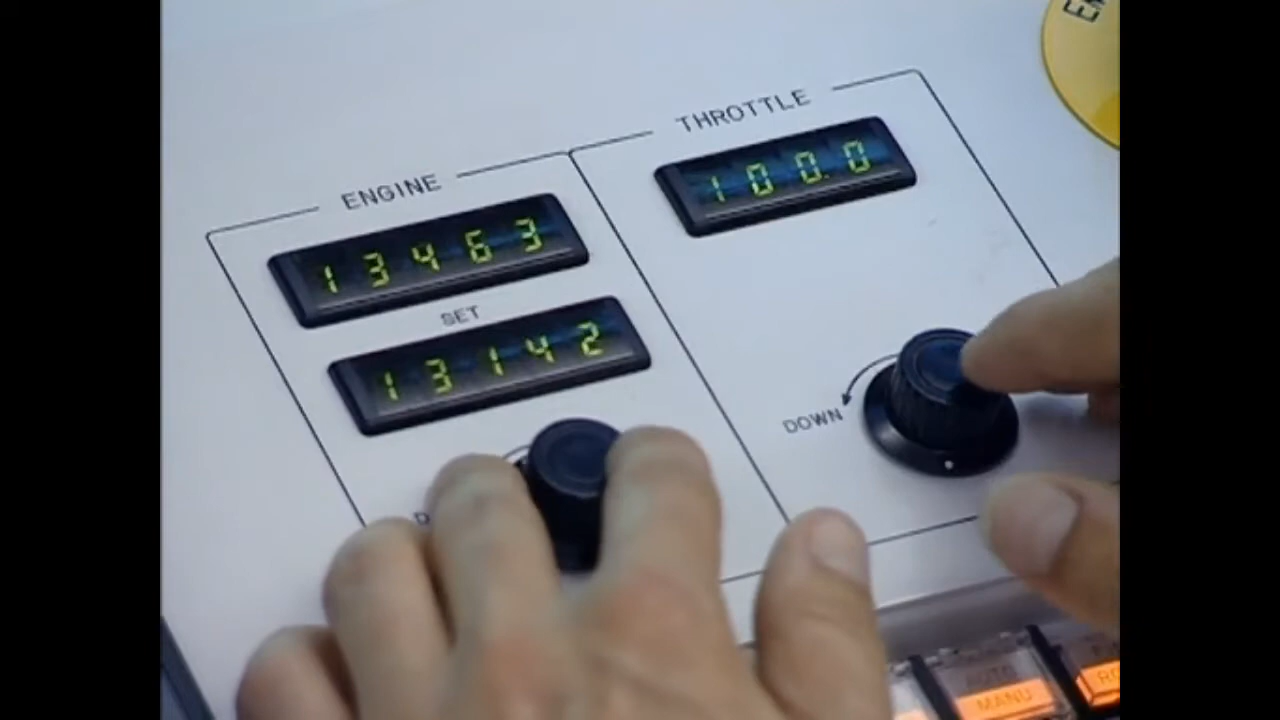 ENGINE
13463
SET
13142
THROTTLE
100.0
DOWN
AUTO
MANU